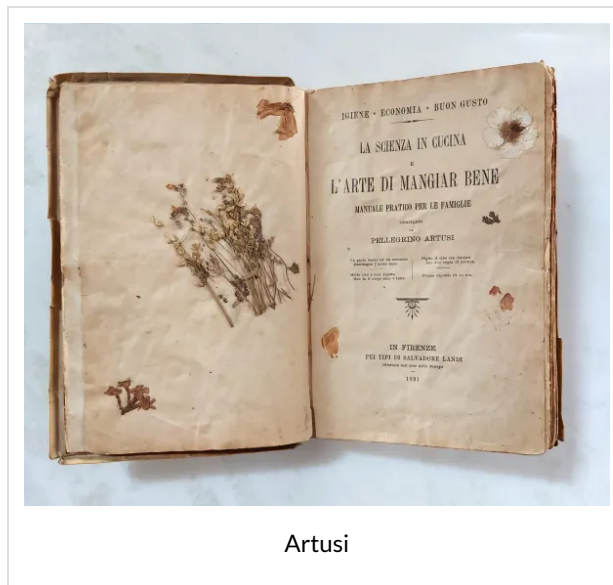 IGIENE - ECONOMIA - BUON GUSTO
LA SCIENZA IN CUCINA
E
L'ARTE DI MANGIAR BENE
MANUALE PRATICO PER LE FAMIGLIE
PELLEGRINO ARTUSI
IN FIRENZE
PEI TIPI DI SALVADORE LANDI
1891
Artusi